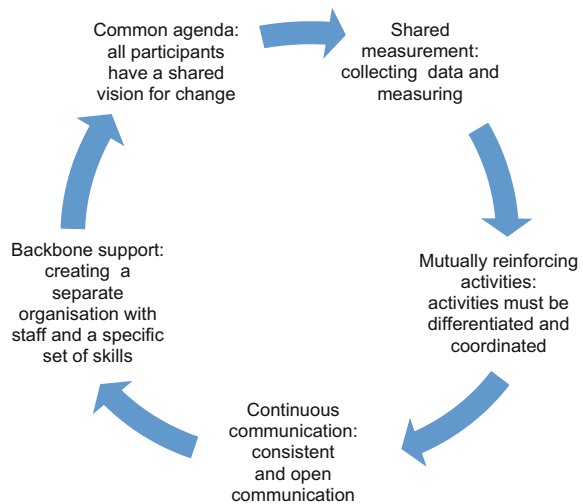 Common agenda:
all participants
have a shared
vision for change
Shared
measurement:
collecting data and
measuring
Mutually reinforcing
activities:
activities must be
differentiated and
coordinated
Continuous
communication:
consistent
and open
communication
Backbone support:
creating a
separate
organisation with
staff and a specific
set of skills